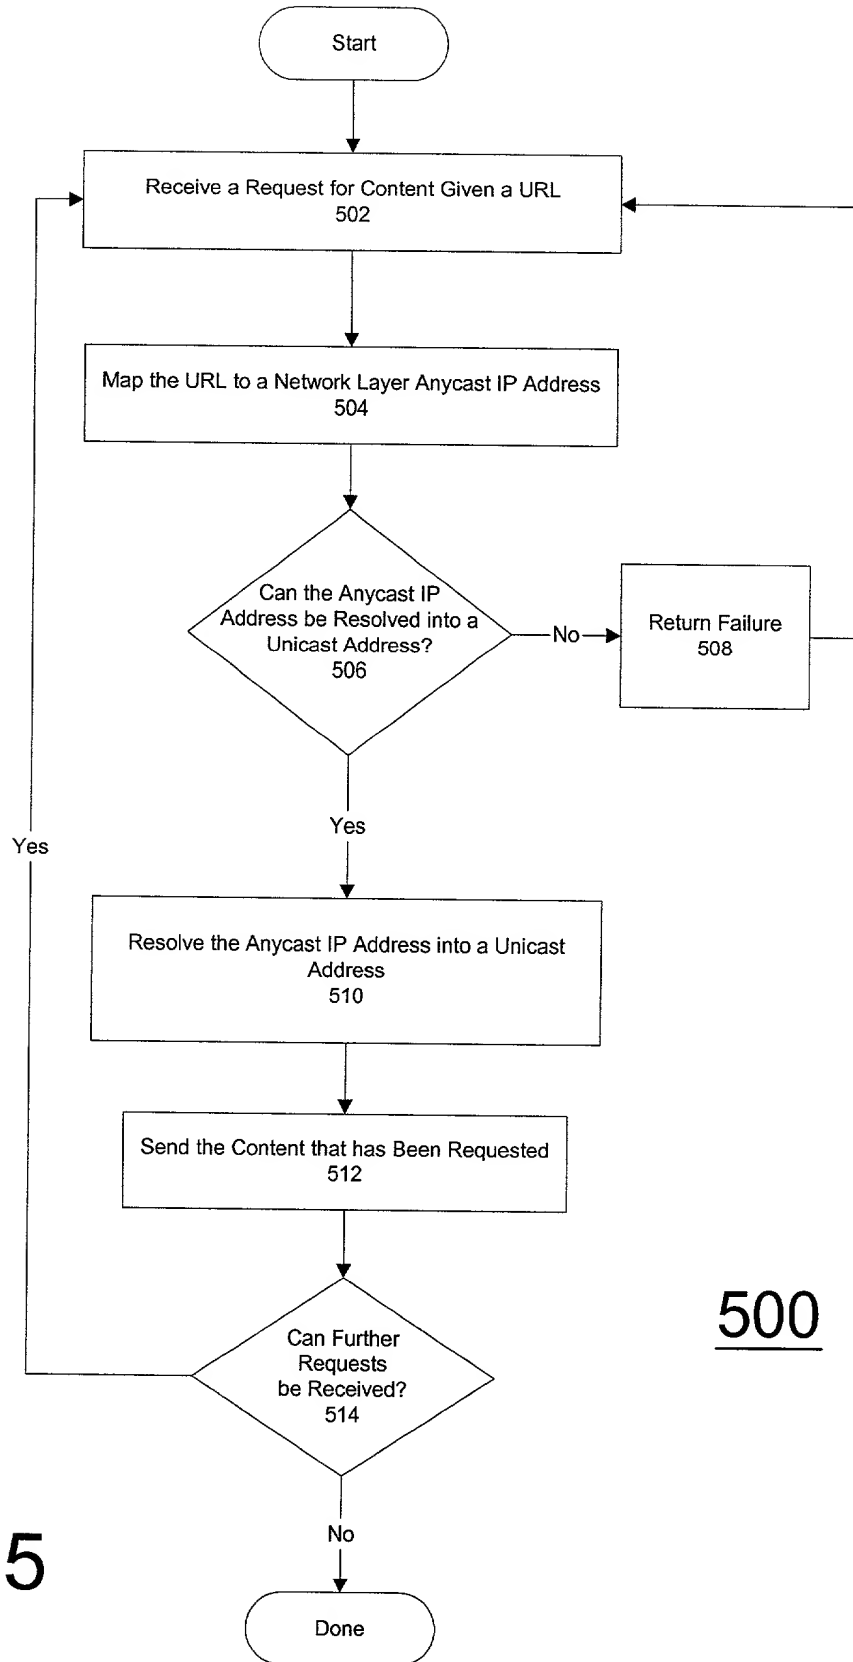 Start
Receive a Request for Content Given a URL
502
Map the URL to a Network Layer Anycast IP Address
504
Can the Anycast IP
Address be Resolved into a
Unicast Address?
506
No
Return Failure
508
Yes
Yes
Resolve the Anycast IP Address into a Unicast
Address
510
Send the Content that has Been Requested
512
Can Further
Requests
be Received?
514
500
No
5
Done